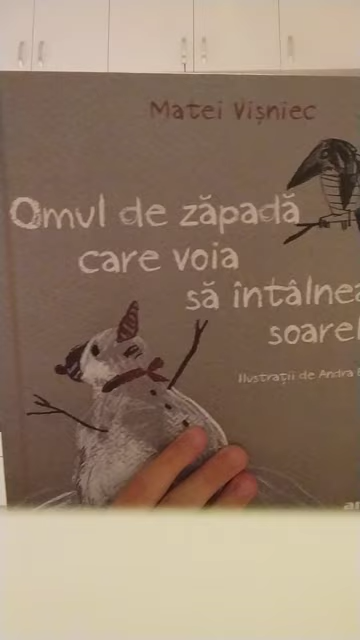 Matei Vișniec
Omul de zăpadă
care voia
să întâlnea
soarel
Ilustrații de Andra